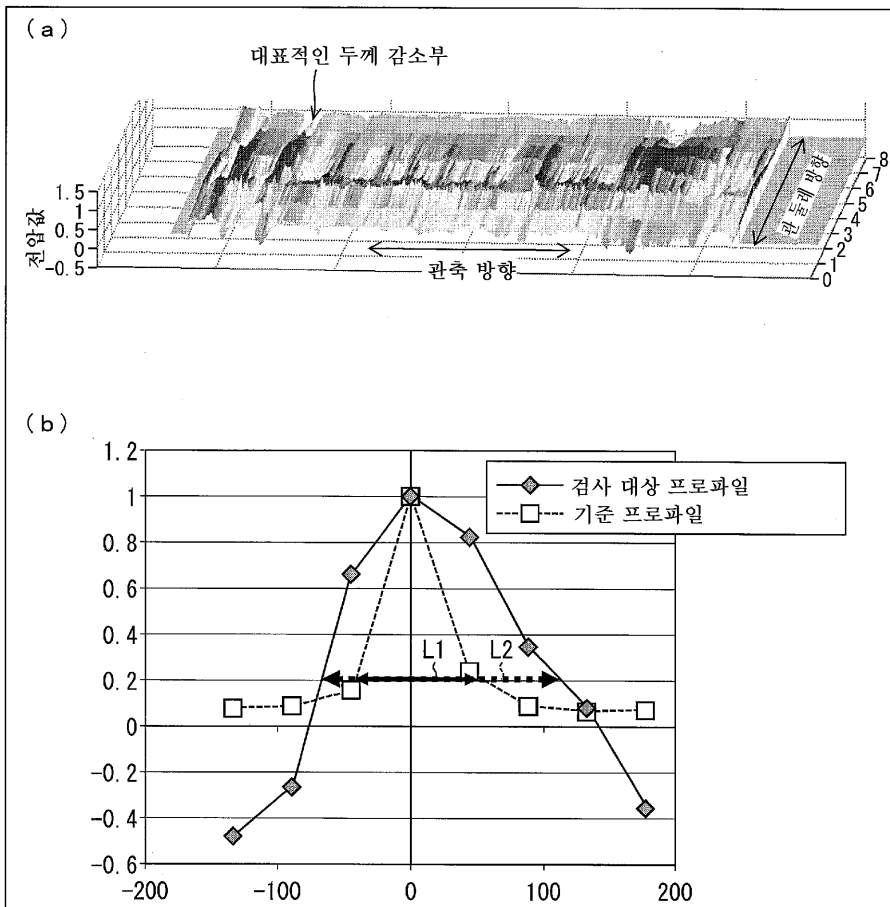 (a)
대표적인 두께 감소부
1.5
1
0.5
0
-0.5
전압값
관축 방향
관 둘레 방향
8
7
6
5
4
3
2
1
0
(b)
1.2
1
0.8
0.6
0.4
0.2
0
-0.2
-0.4
-0.6
검사 대상 프로파일
기준 프로파일
L1 L2
-200 -100 0 100 200